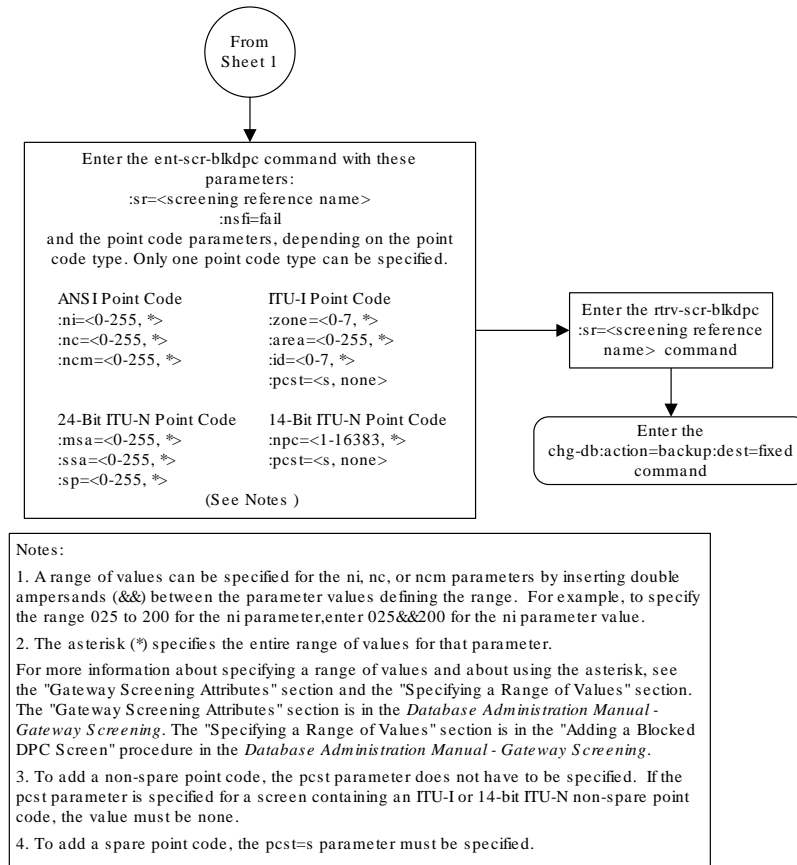 From
Sheet 1
Enter the ent-scr-blkdpc command with these
parameters:
:sr=<screening reference name>
:nsfi=fail
and the point code parameters, depending on the point
code type. Only one point code type can be specified.
ANSI Point Code
:ni=<0-255, *>
:nc=<0-255, *>
:ncm=<0-255, *>
ITU-I Point Code
:zone=<0-7, *>
:area=<0-255, *>
:id=<0-7, *>
:pcst=<s, none>
24-Bit ITU-N Point Code
:msa=<0-255, *>
:ssa=<0-255, *>
:sp=<0-255, *>
14-Bit ITU-N Point Code
:npc=<1-16383, *>
:pcst=<s, none>
(See Notes )
Enter the rtrv-scr-blkdpc
:sr=<screening reference
name> command
Enter the
chg-db:action=backup:dest=fixed
command
Notes:
1. A range of values can be specified for the ni, nc, or ncm parameters by inserting double
ampersands (&&) between the parameter values defining the range. For example, to specify
the range 025 to 200 for the ni parameter,enter 025&&200 for the ni parameter value.
2. The asterisk (*) specifies the entire range of values for that parameter.
For more information about specifying a range of values and about using the asterisk, see
the "Gateway Screening Attributes" section and the "Specifying a Range of Values" section.
The "Gateway Screening Attributes" section is in the Database Administration Manual -
Gateway Screening. The "Specifying a Range of Values" section is in the "Adding a Blocked
DPC Screen" procedure in the Database Administration Manual - Gateway Screening.
3. To add a non-spare point code, the pcst parameter does not have to be specified. If the
pcst parameter is specified for a screen containing an ITU-I or 14-bit ITU-N non-spare point
code, the value must be none.
4. To add a spare point code, the pcst=s parameter must be specified.